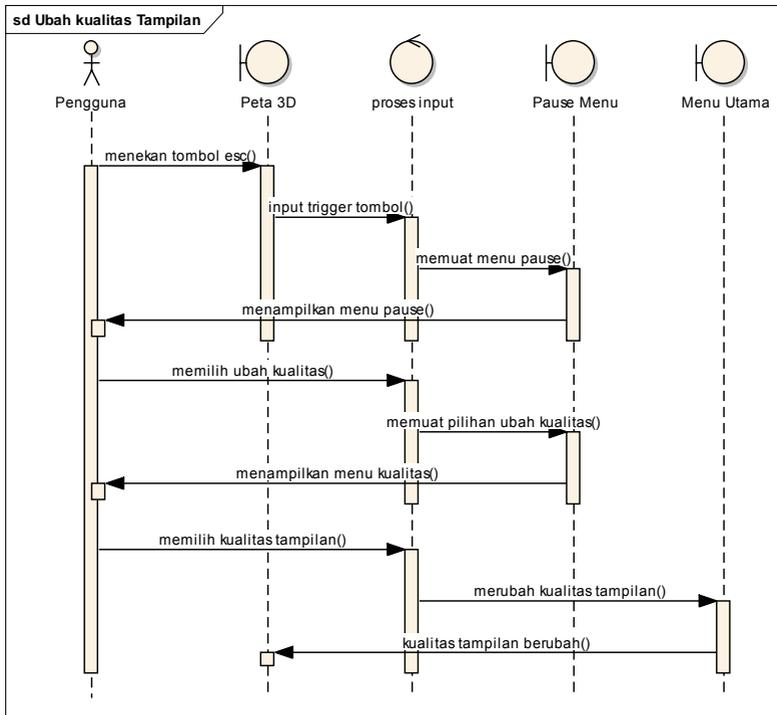 sd Ubah kualitas Tampilan
Pengguna
Peta 3D
proses input
Pause Menu
Menu Utama
menekan tombol esc()
input trigger tombol()
memuat menu pause()
menampilkan menu pause()
memilih ubah kualitas()
memuat pilihan ubah kualitas()
menampilkan menu kualitas()
memilih kualitas tampilan()
merubah kualitas tampilan()
kualitas tampilan berubah()